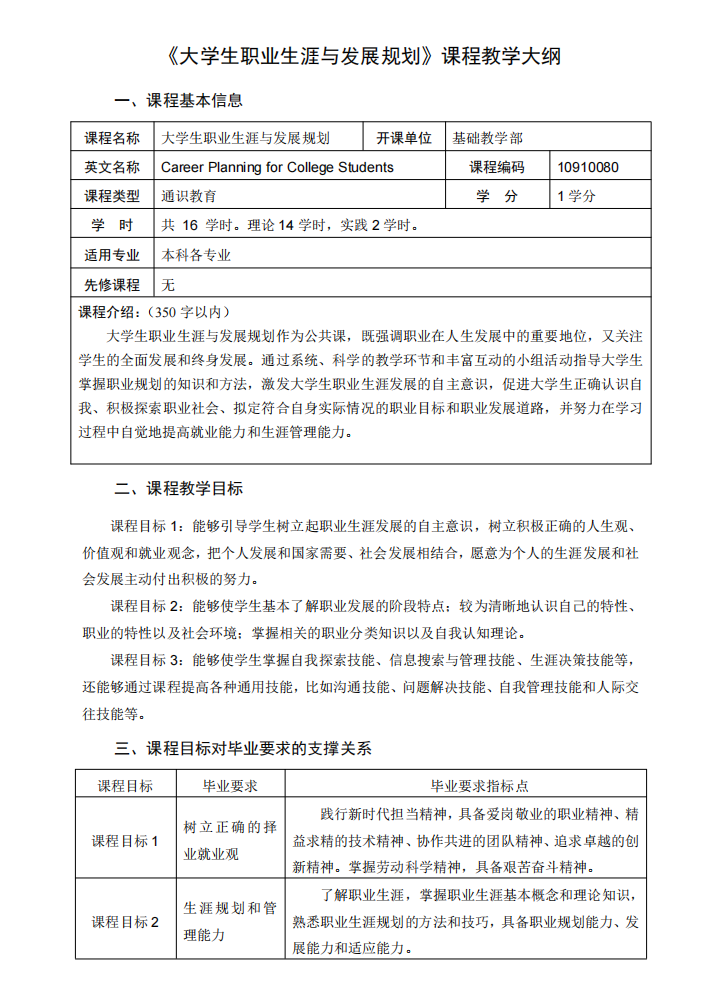 《大学生职业生涯与发展规划》课程教学大纲
一、课程基本信息
课程名称 大学生职业生涯与发展规划 开课单位 基础教学部
英文名称 Career Planning for College Students 课程编码 10910080
课程类型 通识教育 学 分 1 学分
学 时 共 16 学时。理论 14 学时，实践 2 学时。
适用专业 本科各专业
先修课程 无
课程介绍：（350 字以内）
大学生职业生涯与发展规划作为公共课，既强调职业在人生发展中的重要地位，又关注
学生的全面发展和终身发展。通过系统、科学的教学环节和丰富互动的小组活动指导大学生
掌握职业规划的知识和方法，激发大学生职业生涯发展的自主意识，促进大学生正确认识自
我、积极探索职业社会、拟定符合自身实际情况的职业目标和职业发展道路，并努力在学习
过程中自觉地提高就业能力和生涯管理能力。
二、课程教学目标
课程目标 1：能够引导学生树立起职业生涯发展的自主意识，树立积极正确的人生观、
价值观和就业观念，把个人发展和国家需要、社会发展相结合，愿意为个人的生涯发展和社
会发展主动付出积极的努力。
课程目标 2：能够使学生基本了解职业发展的阶段特点；较为清晰地认识自己的特性、
职业的特性以及社会环境；掌握相关的职业分类知识以及自我认知理论。
课程目标 3：能够使学生掌握自我探索技能、信息搜索与管理技能、生涯决策技能等，
还能够通过课程提高各种通用技能，比如沟通技能、问题解决技能、自我管理技能和人际交
往技能等。
三、课程目标对毕业要求的支撑关系
课程目标 毕业要求 毕业要求指标点
课程目标 1 树立正确的择
业就业观 践行新时代担当精神，具备爱岗敬业的职业精神、精
益求精的技术精神、协作共进的团队精神、追求卓越的创
新精神。掌握劳动科学精神，具备艰苦奋斗精神。
课程目标 2 生涯规划和管
理能力 了解职业生涯，掌握职业生涯基本概念和理论知识，
熟悉职业生涯规划的方法和技巧，具备职业规划能力、发
展能力和适应能力。